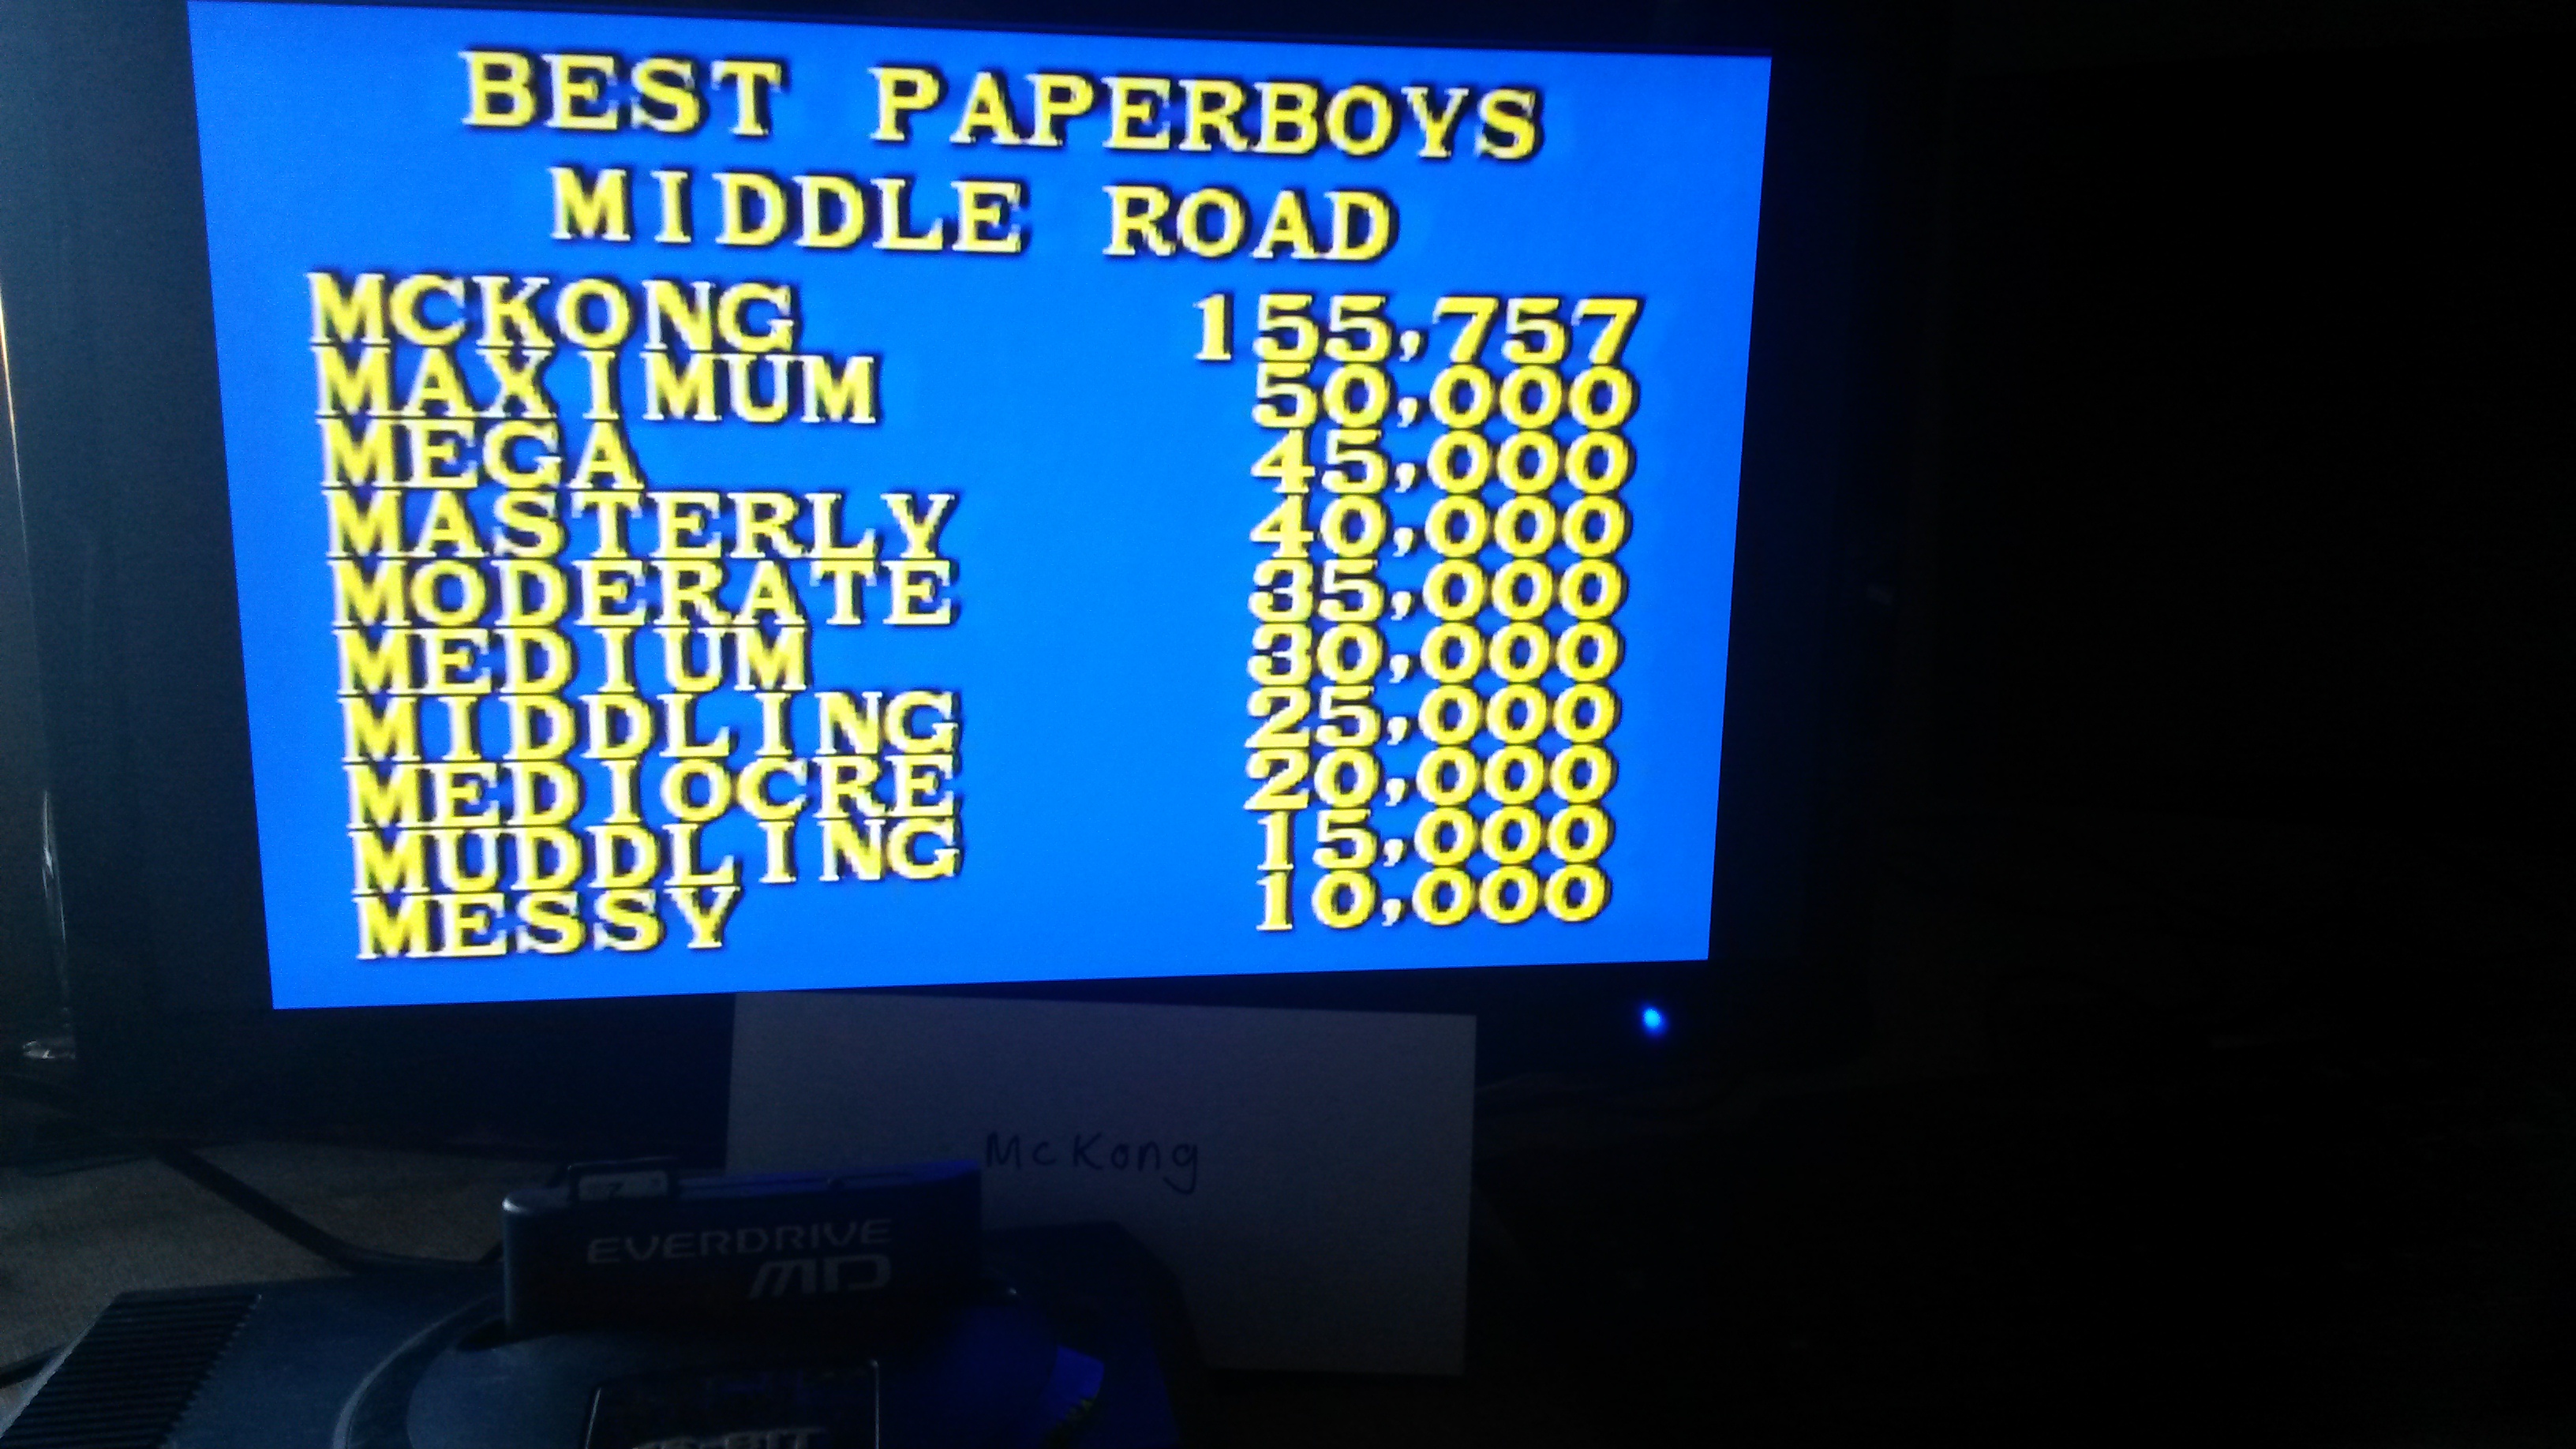 BEST PAPERBOYS
MIDDLE ROAD
MCKONG 155,757
MAXIMUM 50,000
MEGA 45,000
MASTERLY 40,000
MODERATE 35,000
MEDIUM 30,000
MIDDLING 25,000
MEDIOCRE 20,000
MUDDLING 15,000
MESSY 10,000
McKong
EVERDRIVE
MD